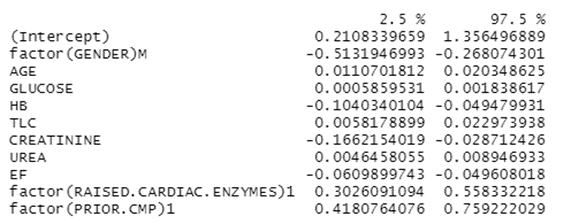 2.5 % 97.5 %
(Intercept) 0.2108339659 1.356496889
factor(GENDER)M -0.5131946993 -0.268074301
AGE 0.0110701812 0.020348625
GLUCOSE 0.0005859531 0.001838617
HB -0.1040340104 -0.049479931
TLC 0.0058178899 0.022973938
CREATININE -0.1662154019 -0.028712426
UREA 0.0046458055 0.008946933
EF -0.0609899743 -0.049608018
factor(RAISED.CARDIAC.ENZYMES)1 0.3026091094 0.558332218
factor(PRIOR.CMP)1 0.4180764076 0.759222029